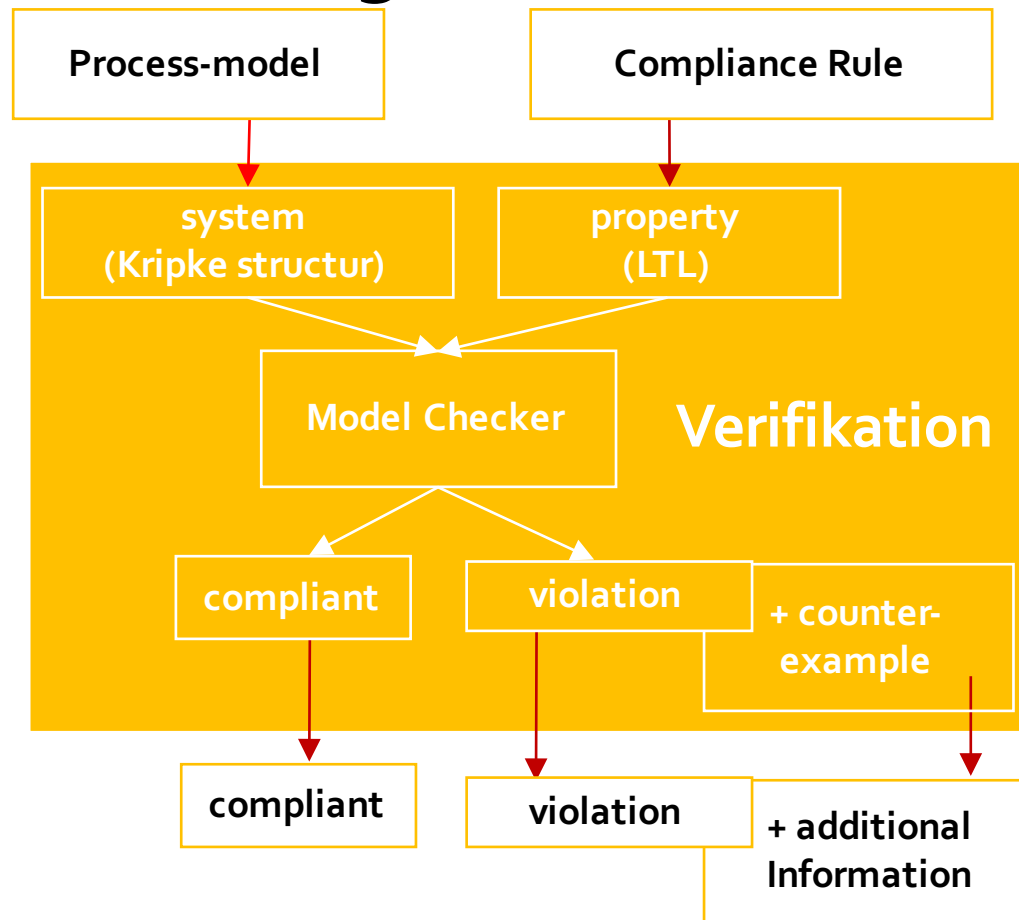 Process-model
Compliance Rule
system
(Kripke structur)
property
(LTL)
Model Checker
Verifikation
compliant
violation
+ counter-
example
compliant
violation
+ additional
Information